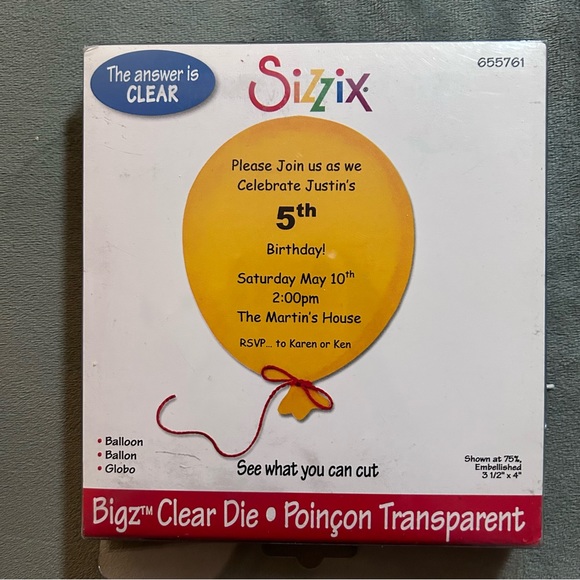 The answer is
CLEAR
Sizzix
655761
Please Join us as we
Celebrate Justin's
5th
Birthday!
Saturday May 10th
2:00pm
The Martin's House
RSVP... to Karen or Ken
• Balloon
• Ballon
• Globo
See what you can cut
Shown at 75%,
Embellished
3 1/2" x 4"
Bigz™ Clear Die • Poinçon Transparent